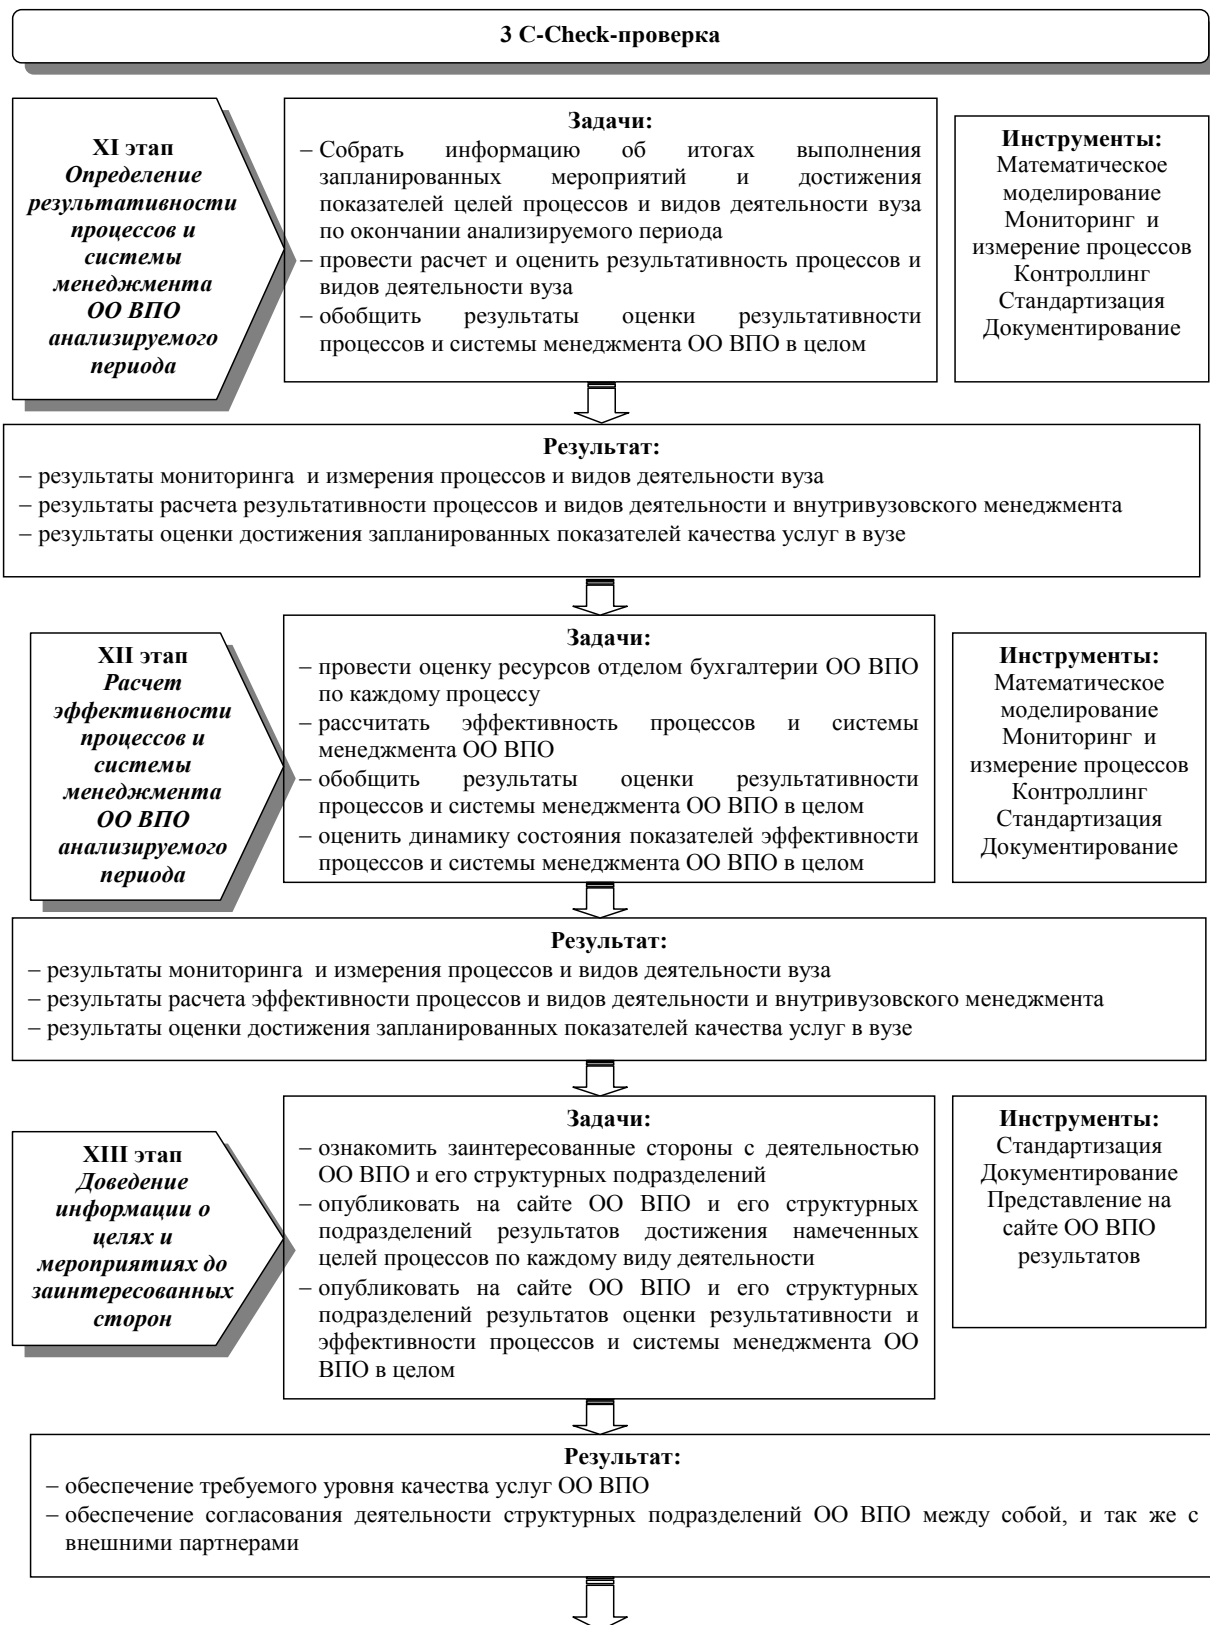 3 C-Check-проверка
XI этап
Определение
результативности
процессов и
системы
менеджмента
ОО ВПО
анализируемого
периода
Задачи:
– Собрать информацию об итогах выполнения
запланированных мероприятий и достижения
показателей целей процессов и видов деятельности вуза
по окончании анализируемого периода
– провести расчет и оценить результативность процессов и
видов деятельности вуза
– обобщить результаты оценки результативности
процессов и системы менеджмента ОО ВПО в целом
Инструменты:
Математическое
моделирование
Мониторинг и
измерение процессов
Контроллинг
Стандартизация
Документирование
Результат:
– результаты мониторинга и измерения процессов и видов деятельности вуза
– результаты расчета результативности процессов и видов деятельности и внутривузовского менеджмента
– результаты оценки достижения запланированных показателей качества услуг в вузе
XII этап
Расчет
эффективности
процессов и
системы
менеджмента
ОО ВПО
анализируемого
периода
Задачи:
– провести оценку ресурсов отделом бухгалтерии ОО ВПО
по каждому процессу
– рассчитать эффективность процессов и системы
менеджмента ОО ВПО
– обобщить результаты оценки результативности
процессов и системы менеджмента ОО ВПО в целом
– оценить динамику состояния показателей эффективности
процессов и системы менеджмента ОО ВПО в целом
Инструменты:
Математическое
моделирование
Мониторинг и
измерение процессов
Контроллинг
Стандартизация
Документирование
Результат:
– результаты мониторинга и измерения процессов и видов деятельности вуза
– результаты расчета эффективности процессов и видов деятельности и внутривузовского менеджмента
– результаты оценки достижения запланированных показателей качества услуг в вузе
XIII этап
Доведение
информации о
целях и
мероприятиях до
заинтересованных
сторон
Задачи:
– ознакомить заинтересованные стороны с деятельностью
ОО ВПО и его структурных подразделений
– опубликовать на сайте ОО ВПО и его структурных
подразделений результатов достижения намеченных
целей процессов по каждому виду деятельности
– опубликовать на сайте ОО ВПО и его структурных
подразделений результатов оценки результативности и
эффективности процессов и системы менеджмента ОО
ВПО в целом
Инструменты:
Стандартизация
Документирование
Представление на
сайте ОО ВПО
результатов
Результат:
– обеспечение требуемого уровня качества услуг ОО ВПО
– обеспечение согласования деятельности структурных подразделений ОО ВПО между собой, и так же с
внешними партнерами